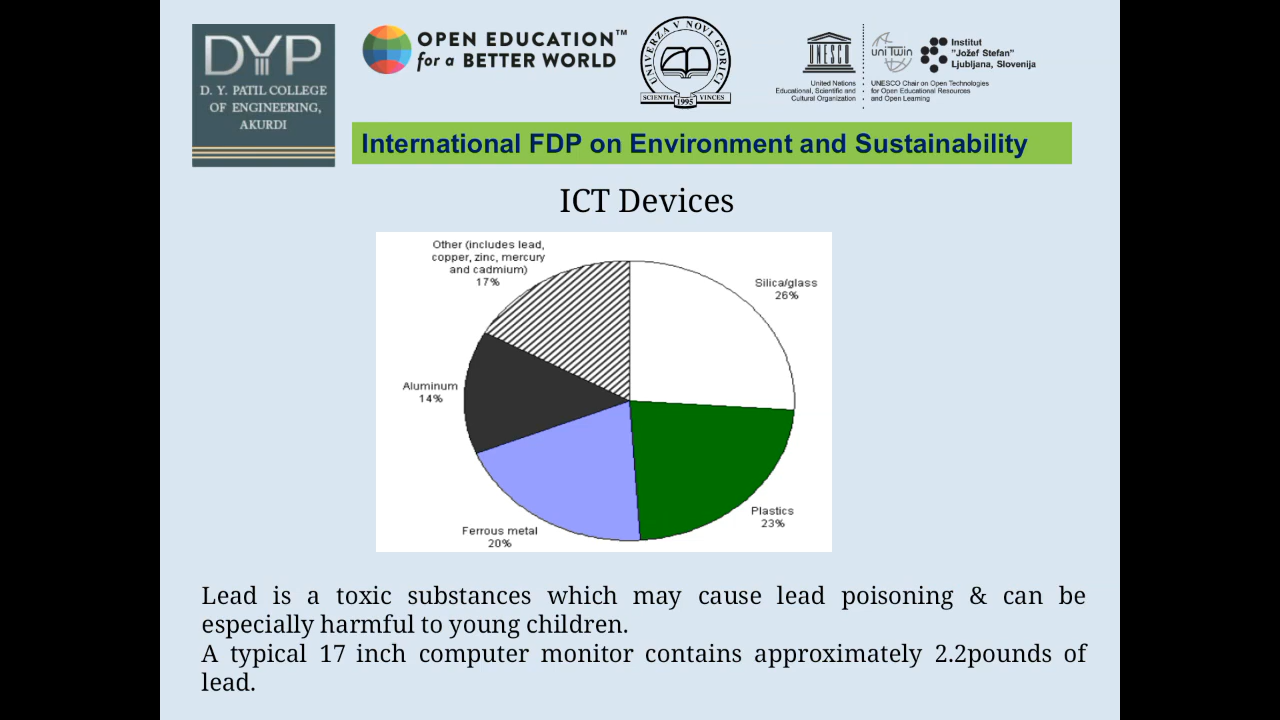 DYP
D. Y. PATIL COLLEGE
OF ENGINEERING,
AKURDI
OPEN EDUCATION™
for a BETTER WORLD
UNIVERZA V NOVI GORICI
SCIENTIA VINCES
1995
UNESCO
United Nations
Educational, Scientific and
Cultural Organization
uniTwin
Institut
"Jožef Stefan"
Ljubljana, Slovenija
UNESCO Chair on Open Technologies
for Open Educational Resources
and Open Learning
International FDP on Environment and Sustainability
ICT Devices
Other (includes lead,
copper, zinc, mercury
and cadmium)
17%
Silica/glass
26%
Aluminum
14%
Plastics
23%
Ferrous metal
20%
Lead is a toxic substances which may cause lead poisoning & can be
especially harmful to young children.
A typical 17 inch computer monitor contains approximately 2.2pounds of
lead.